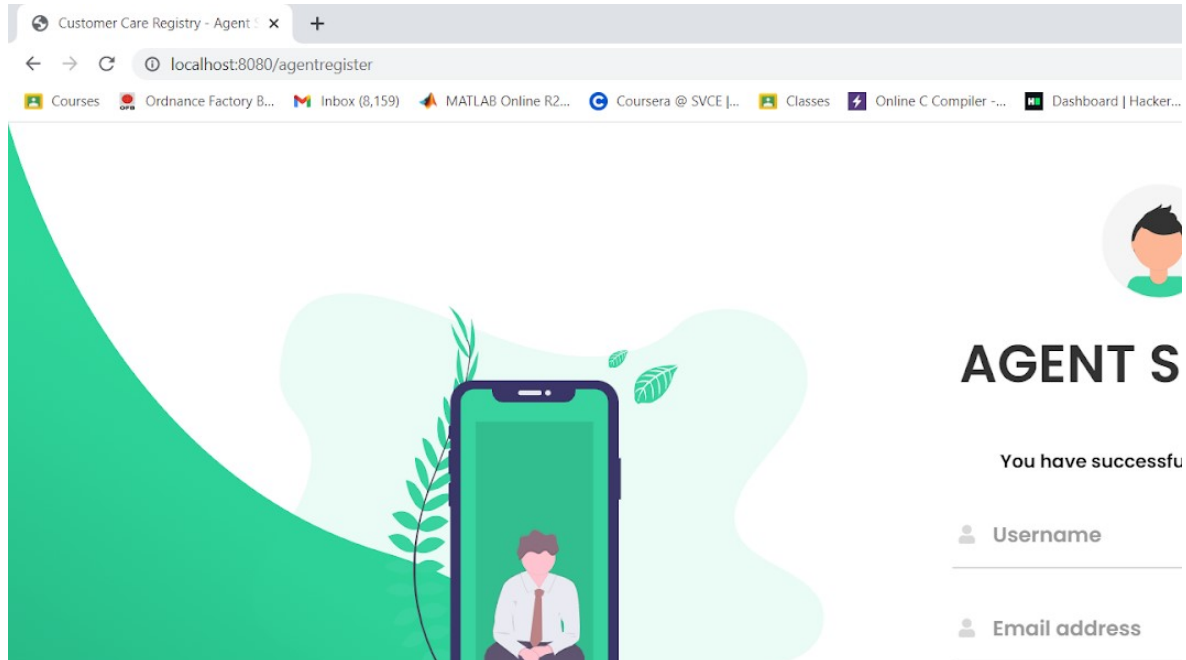 Customer Care Registry - Agent S
localhost:8080/agentregister
Courses Ordnance Factory B... Inbox (8,159) MATLAB Online R2... Coursera @ SVCE |... Classes Online C Compiler -... Dashboard | Hacker...
AGENT S
You have successfu
Username
Email address